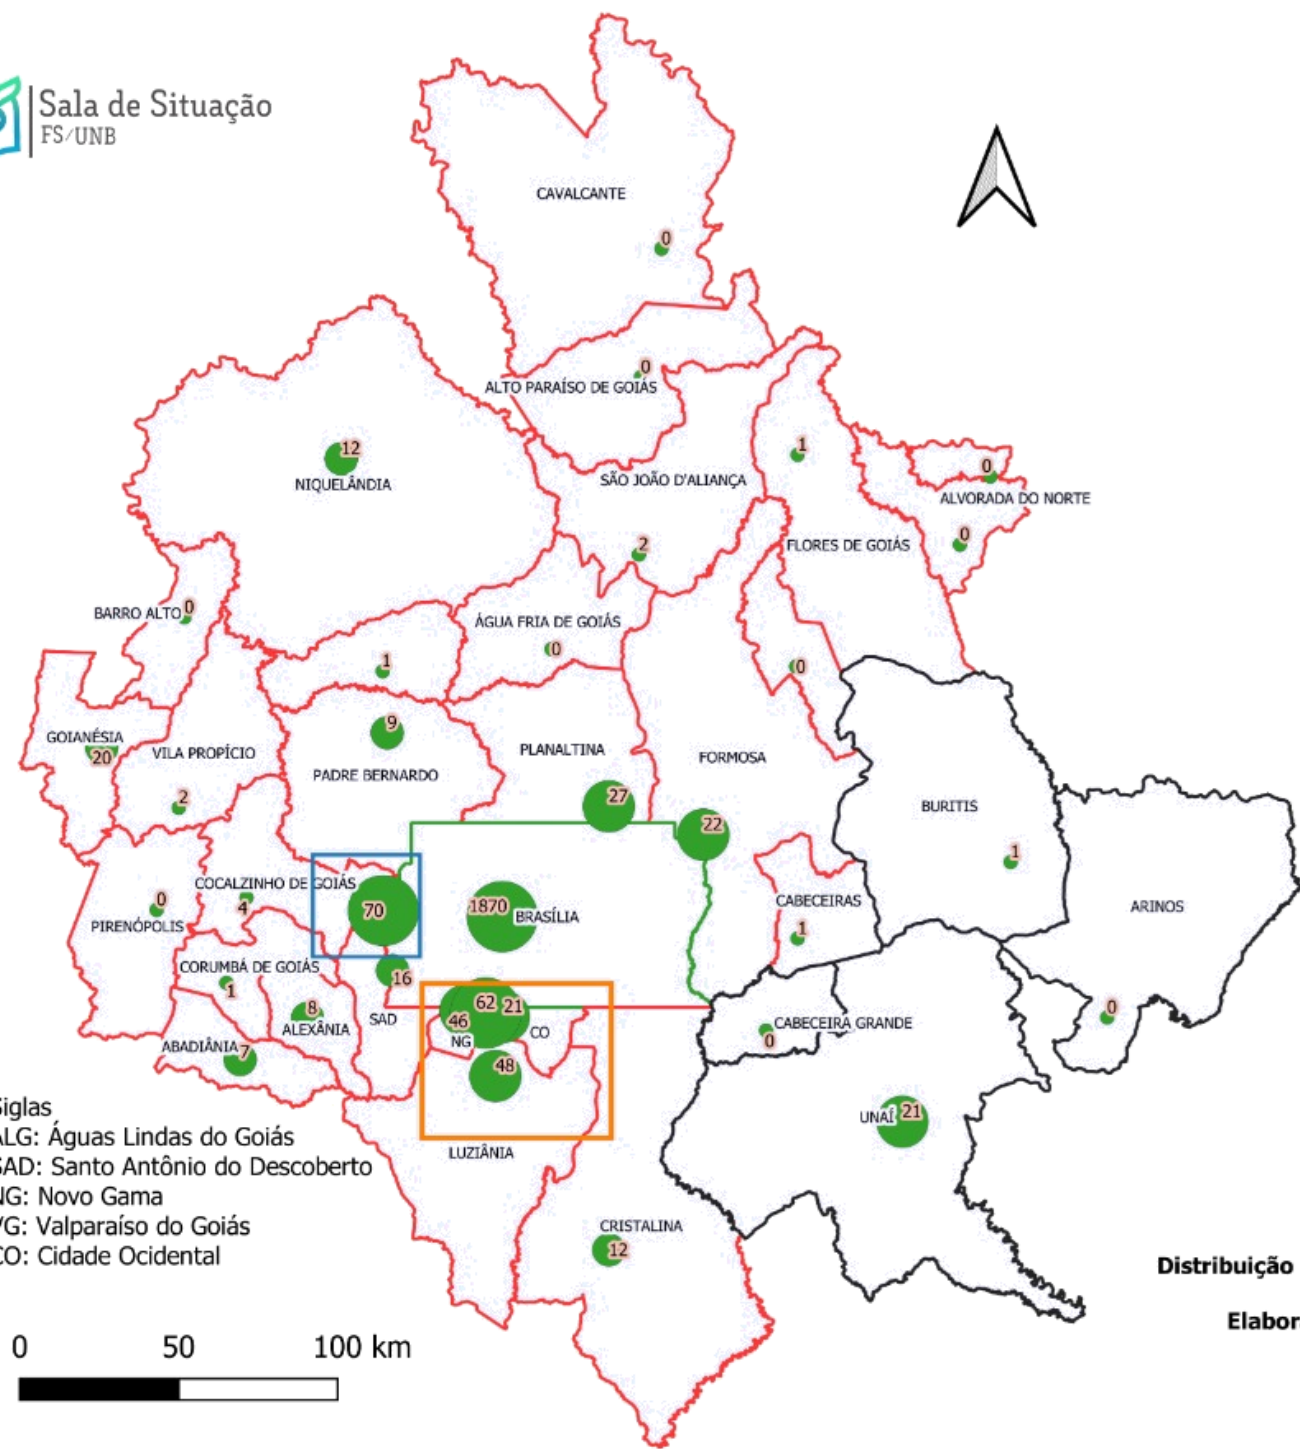 Sala de Situação
FS/UNB
CAVALCANTE
0
0
ALTO PARAÍSO DE GOIÁS
12
NIQUELÂNDIA
1
SÃO JOÃO D'ALIANÇA
0
ALVORADA DO NORTE
2
FLORES DE GOIÁS
0
BARRO ALTO
0
ÁGUA FRIA DE GOIÁS
0
1
0
9
GOIANÉSIA
20
VILA PROPÍCIO
PADRE BERNARDO
PLANALTINA
FORMOSA
2
27
22
BURITIS
1
COCALZINHO DE GOIÁS
4
0
PIRENÓPOLIS
70
1870
BRASÍLIA
CABECEIRAS
1
ARINOS
CORUMBÁ DE GOIÁS
1
16
8
ALEXÂNIA
SAD
62
21
46
NG
CO
CABECEIRA GRANDE
0
0
ABADIÂNIA
7
48
UNAÍ
21
LUZIÂNIA
CRISTALINA
12
Siglas
ALG: Águas Lindas do Goiás
SAD: Santo Antônio do Descoberto
NG: Novo Gama
VG: Valparaíso do Goiás
CO: Cidade Ocidental
Distribuição
Elabor
0 50 100 km